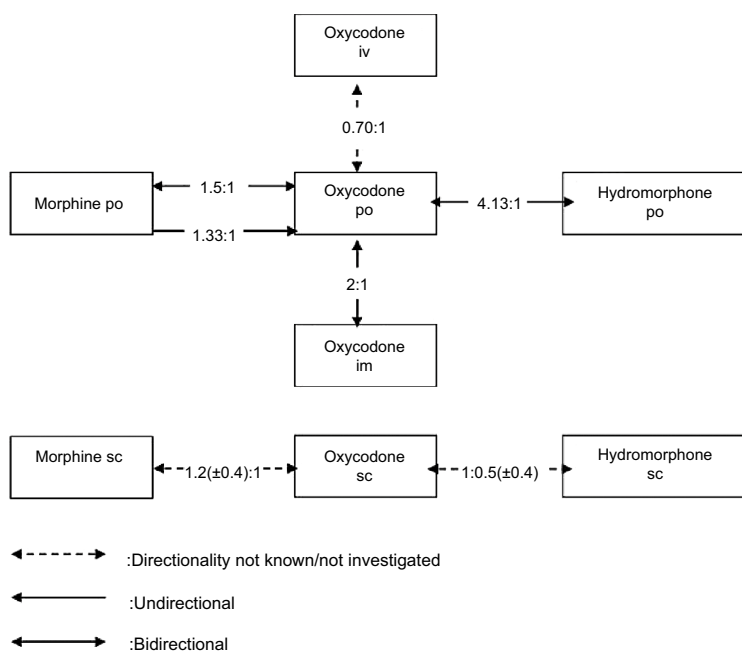 Oxycodone
iv
0.70:1
Morphine po
1.5:1
1.33:1
Oxycodone
po
4.13:1
Hydromorphone
po
2:1
Oxycodone
im
Morphine sc
1.2(±0.4):1
Oxycodone
sc
1:0.5(±0.4)
Hydromorphone
sc
:Directionality not known/not investigated
:Undirectional
:Bidirectional